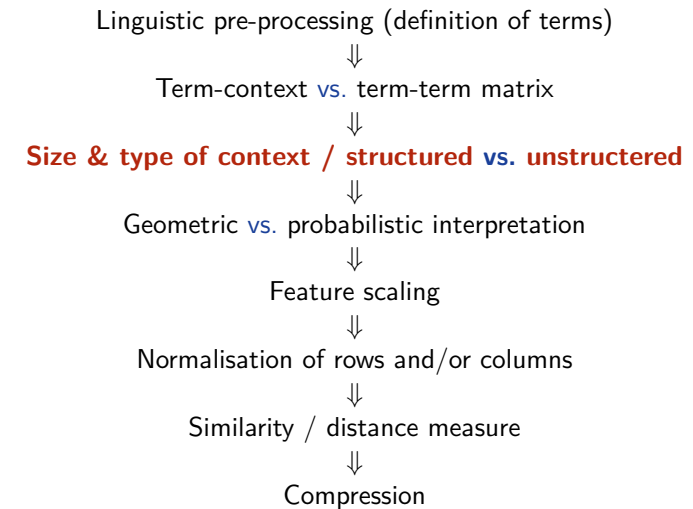 Linguistic pre-processing (definition of terms)
⇓
Term-context vs. term-term matrix
⇓
Size & type of context / structured vs. unstructered
⇓
Geometric vs. probabilistic interpretation
⇓
Feature scaling
⇓
Normalisation of rows and/or columns
⇓
Similarity / distance measure
⇓
Compression